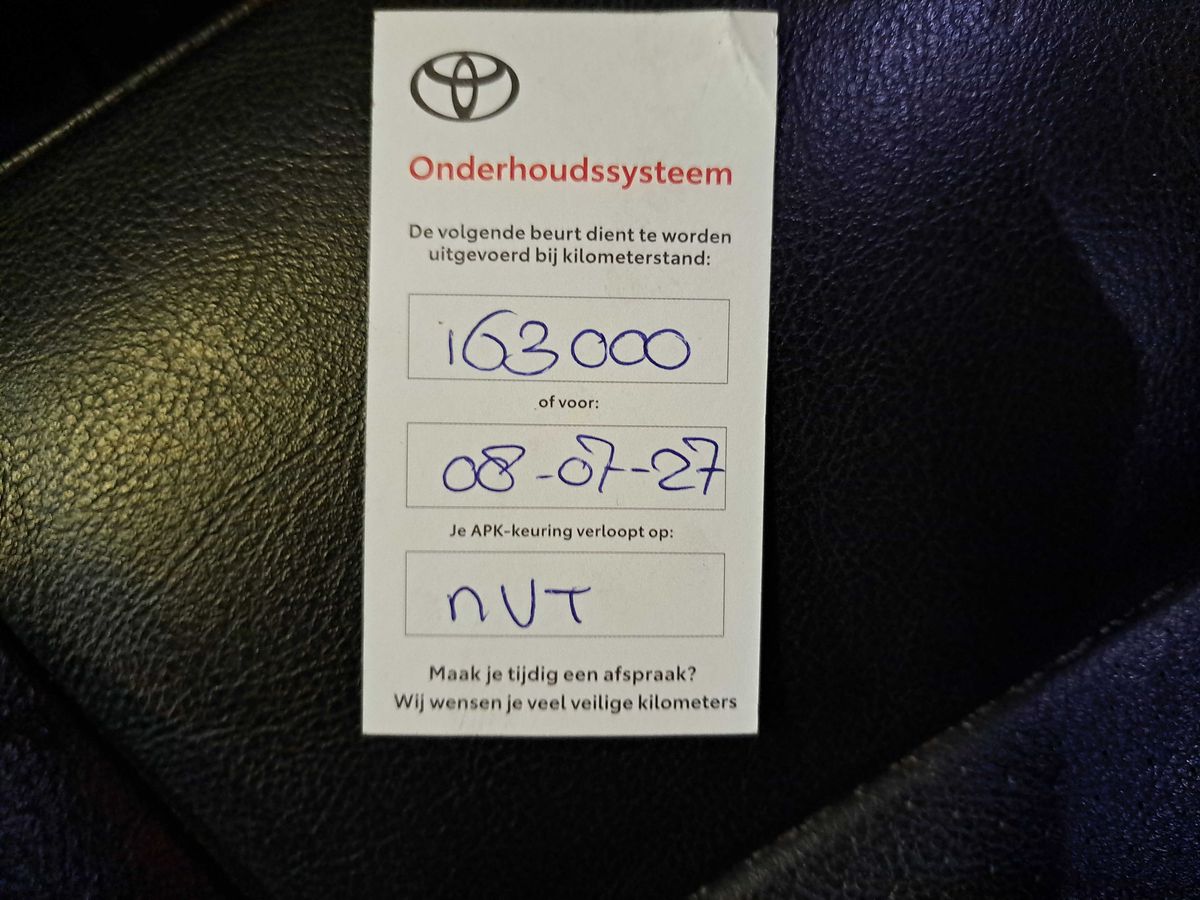 Onderhoudssysteem
De volgende beurt dient te worden
uitgevoerd bij kilometerstand:
163000
of voor:
08-07-27
Je APK-keuring verloopt op:
nVT
Maak je tijdig een afspraak?
Wij wensen je veel veilige kilometers